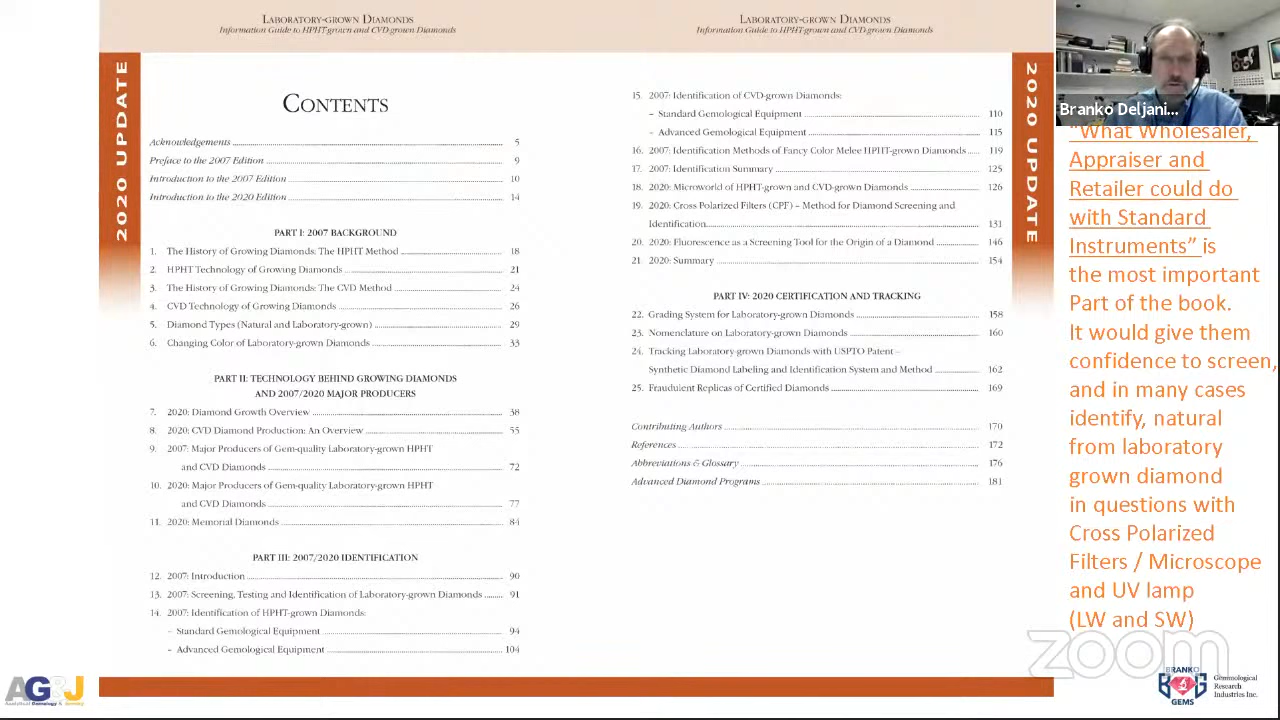 LABORATORY-GROWN DIAMONDS
Information Guide to HPHT-grown and CVD-grown Diamonds
2020 UPDATE
CONTENTS
Acknowledgements 5
Preface to the 2007 Edition 9
Introduction to the 2007 Edition 10
Introduction to the 2020 Edition 14
PART I: 2007 BACKGROUND
1. The History of Growing Diamonds: The HPHT Method 18
2. HPHT Technology of Growing Diamonds 21
3. The History of Growing Diamonds: The CVD Method 24
4. CVD Technology of Growing Diamonds 26
5. Diamond Types (Natural and Laboratory-grown) 29
6. Changing Color of Laboratory-grown Diamonds 33
PART II: TECHNOLOGY BEHIND GROWING DIAMONDS
AND 2007/2020 MAJOR PRODUCERS
7. 2020: Diamond Growth Overview 38
8. 2020: CVD Diamond Production: An Overview 55
9. 2007: Major Producers of Gem-quality Laboratory-grown HPHT
and CVD Diamonds 72
10. 2020: Major Producers of Gem-quality Laboratory-grown HPHT
and CVD Diamonds 77
11. 2020: Memorial Diamonds 84
PART III: 2007/2020 IDENTIFICATION
12. 2007: Introduction 90
13. 2007: Screening, Testing and Identification of Laboratory-grown Diamonds 91
14. 2007: Identification of HPHT-grown Diamonds:
– Standard Gemological Equipment 94
– Advanced Gemological Equipment 104
LABORATORY-GROWN DIAMONDS
Information Guide to HPHT-grown and CVD-grown Diamonds
2020 UPDATE
15. 2007: Identification of CVD-grown Diamonds:
– Standard Gemological Equipment 110
– Advanced Gemological Equipment 115
16. 2007: Identification Methods of Fancy Color Melee HPHT-grown Diamonds 119
17. 2007: Identification Summary 125
18. 2020: Microworld of HPHT-grown and CVD-grown Diamonds 126
19. 2020: Cross Polarized Filters (CPF) – Method for Diamond Screening and
Identification 131
20. 2020: Fluorescence as a Screening Tool for the Origin of a Diamond 146
21 2020: Summary 154
PART IV: 2020 CERTIFICATION AND TRACKING
22. Grading System for Laboratory-grown Diamonds 158
23. Nomenclature on Laboratory-grown Diamonds 160
24. Tracking Laboratory-grown Diamonds with USPTO Patent –
Synthetic Diamond Labeling and Identification System and Method 162
25. Fraudulent Replicas of Certified Diamonds 169
Contributing Authors 170
References 172
Abbreviations & Glossary 176
Advanced Diamond Programs 181
Branko Deljani...
"What Wholesaler,
Appraiser and
Retailer could do
with Standard
Instruments" is
the most important
Part of the book.
It would give them
confidence to screen,
and in many cases
identify, natural
from laboratory
grown diamond
in questions with
Cross Polarized
Filters / Microscope
and UV lamp
(LW and SW)
zoom
AG&J
BRANKO
GEMS
Gemmological
Research
Industries Inc.